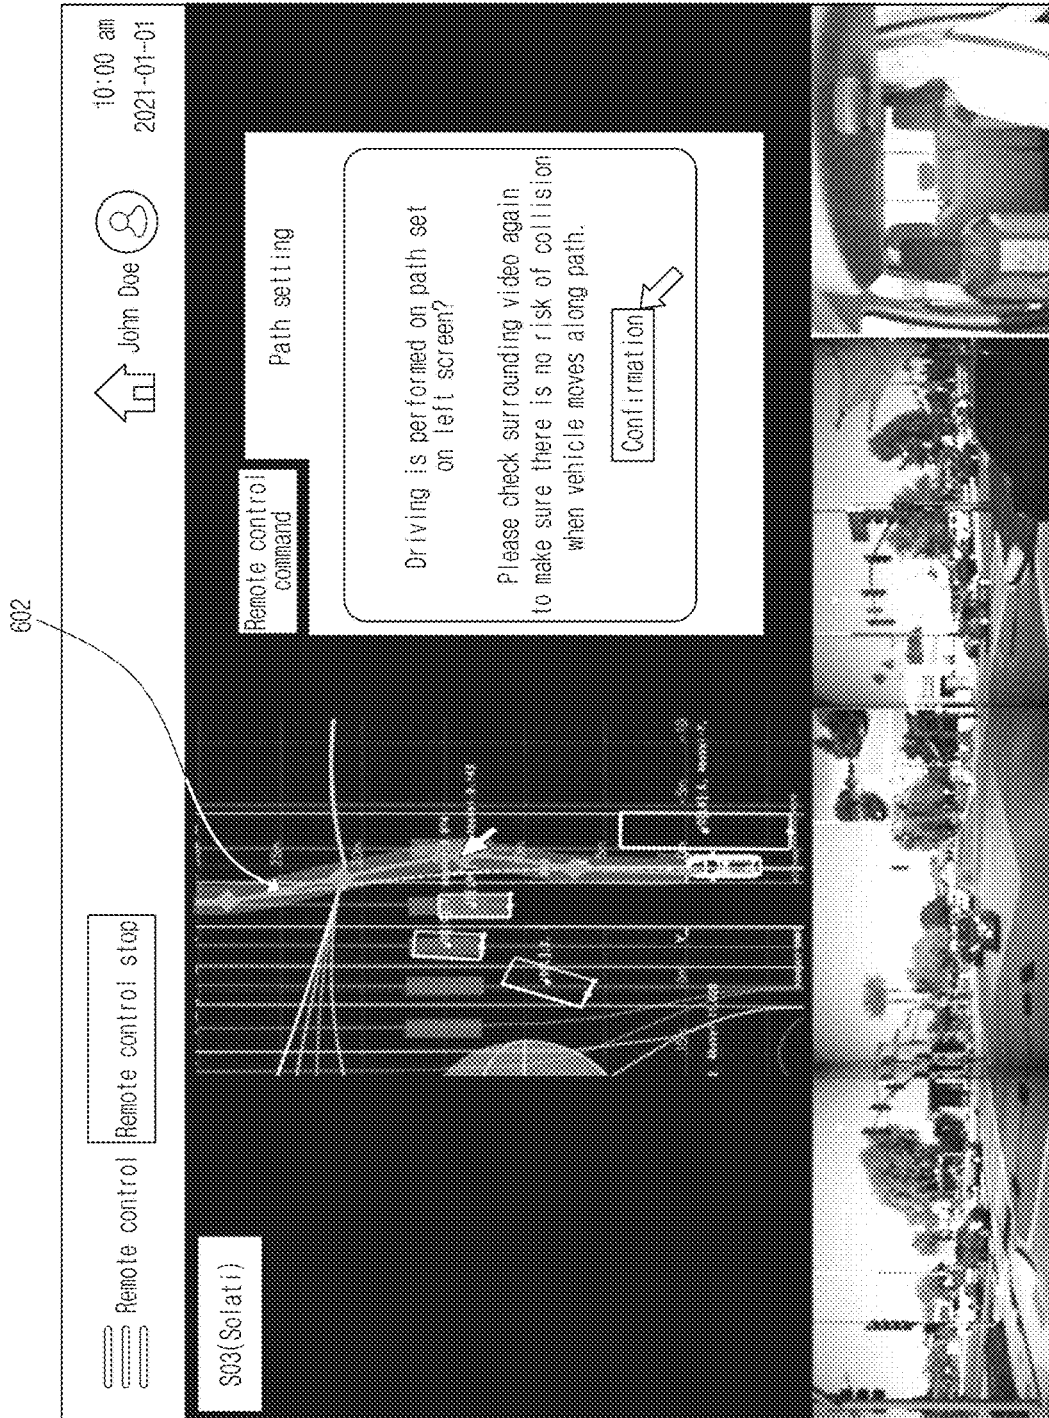 602
Remote control
Remote control stop
John Doe
10:00 am
2021-01-01
S03(Solati)
Remote control
command
Path setting
Driving is performed on path set
on left screen?
Please check surrounding video again
to make sure there is no risk of collision
when vehicle moves along path.
Confirmation